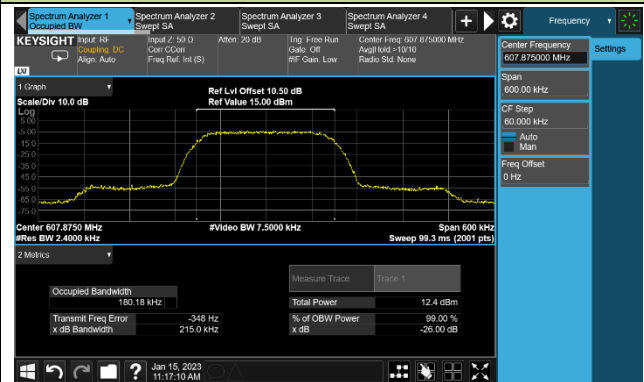 Spectrum Analyzer 1
Occupied BW
Spectrum Analyzer 2
Swept SA
Spectrum Analyzer 3
Swept SA
Spectrum Analyzer 4
Swept SA
Frequency
KEYSIGHT
Input: RF
Coupling: DC
Align: Auto
Input Z: 50 Ω
Corr CCorr
Freq Ref: Int (S)
Atten: 20 dB
Trig: Free Run
Gate: Off
#IF Gain: Low
Center Freq: 607.875000 MHz
Avg|Hold:>10/10
Radio Std: None
LXI
Center Frequency
607.875000 MHz
Settings
Span
600.00 kHz
CF Step
60.000 kHz
Auto
Man
Freq Offset
0 Hz
1 Graph
Scale/Div 10.0 dB
Ref Lvl Offset 10.50 dB
Ref Value 15.00 dBm
Log
5.00
-5.00
-15.0
-25.0
-35.0
-45.0
-55.0
-65.0
-75.0
Center 607.8750 MHz
#Res BW 2.4000 kHz
#Video BW 7.5000 kHz
Span 600 kHz
Sweep 99.3 ms (2001 pts)
2 Metrics
Measure Trace
Trace 1
Occupied Bandwidth
180.18 kHz
Total Power
12.4 dBm
Transmit Freq Error
-348 Hz
% of OBW Power
99.00 %
x dB Bandwidth
215.0 kHz
x dB
-26.00 dB
Jan 15, 2023
11:17:10 AM